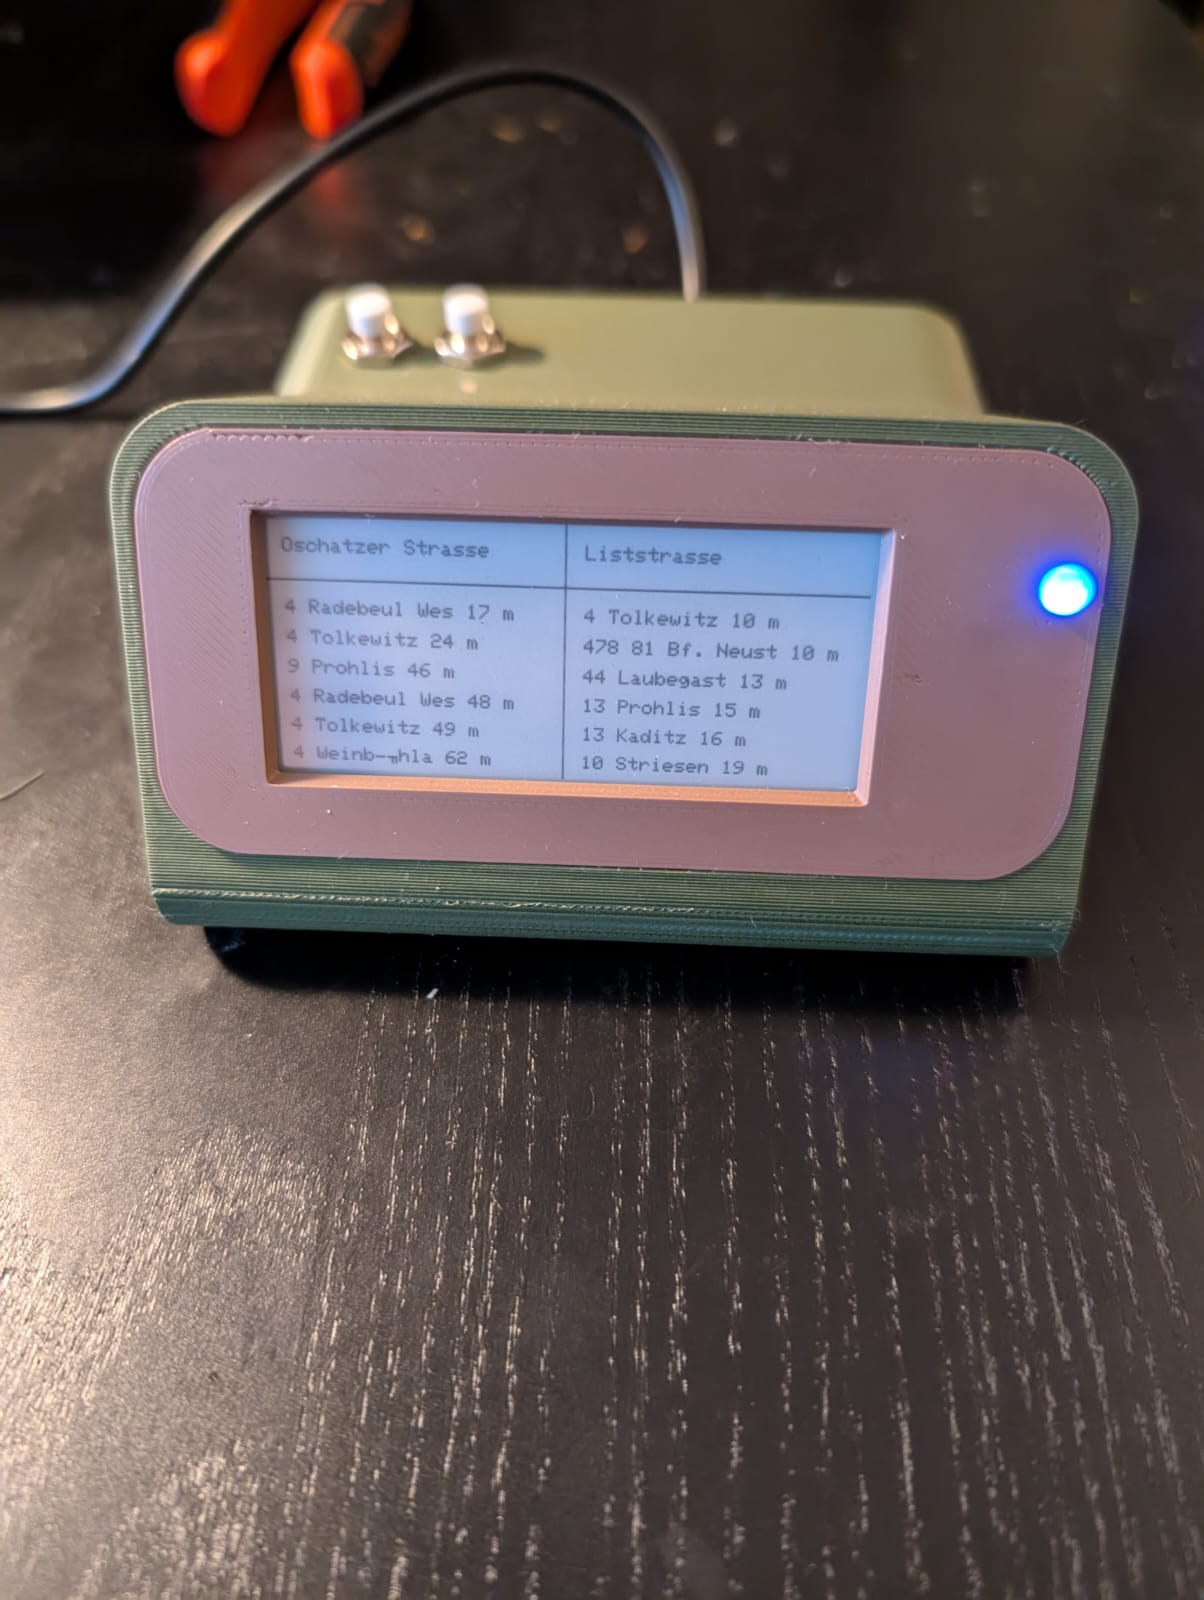 Oschatzer Strasse
4 Radebeul Wes 17 m
4 Tolkewitz 24 m
9 Prohlis 46 m
4 Radebeul Wes 48 m
4 Tolkewitz 49 m
4 Weinb─╖hla 62 m
Liststrasse
4 Tolkewitz 10 m
478 81 Bf. Neust 10 m
44 Laubegast 13 m
13 Prohlis 15 m
13 Kaditz 16 m
10 Striesen 19 m